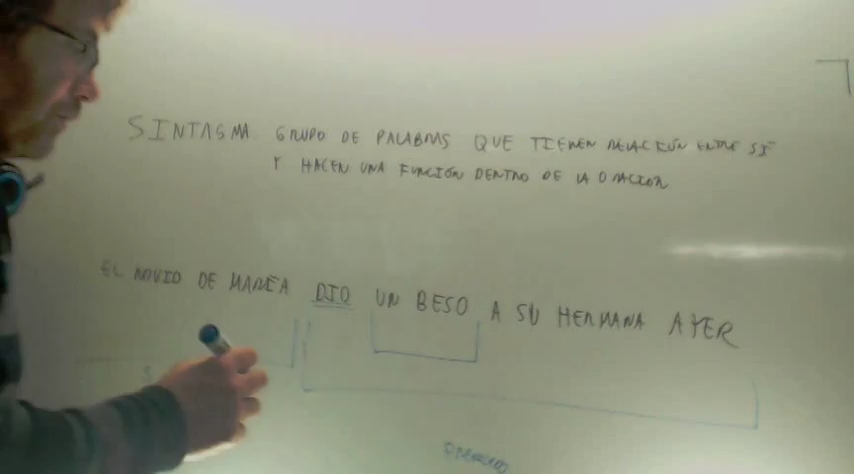 SINTAGMA GRUPO DE PALABRAS QUE TIENEN RELACIÓN ENTRE SÍ
Y HACEN UNA FUNCIÓN DENTRO DE LA ORACIÓN
EL NOVIO DE MARÍA DIO UN BESO A SU HERMANA AYER